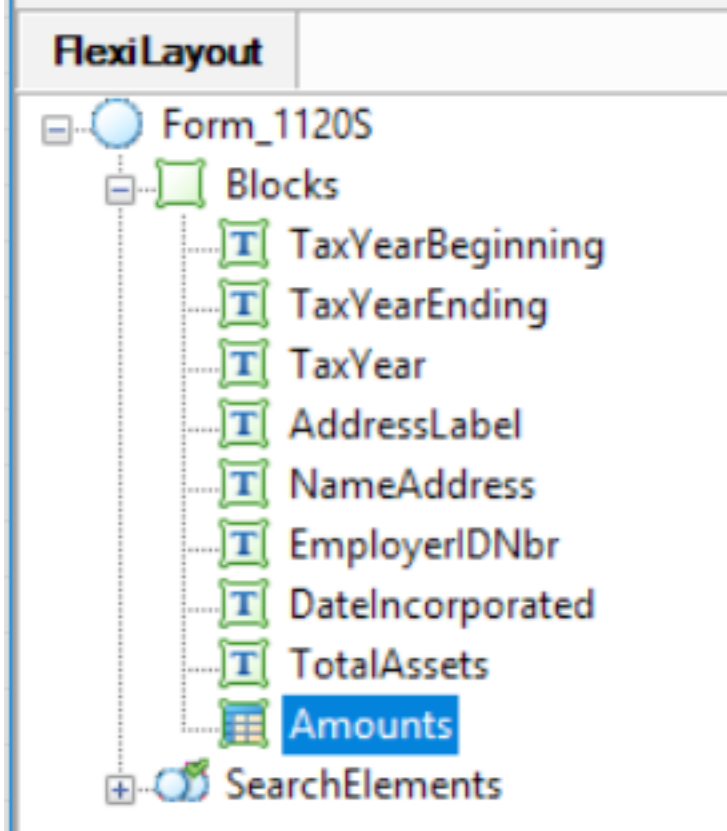 FlexiLayout
Form_1120S
Blocks
T TaxYearBeginning
T TaxYearEnding
T TaxYear
T AddressLabel
T NameAddress
T EmployerIDNbr
T DateIncorporated
T TotalAssets
Amounts
SearchElements